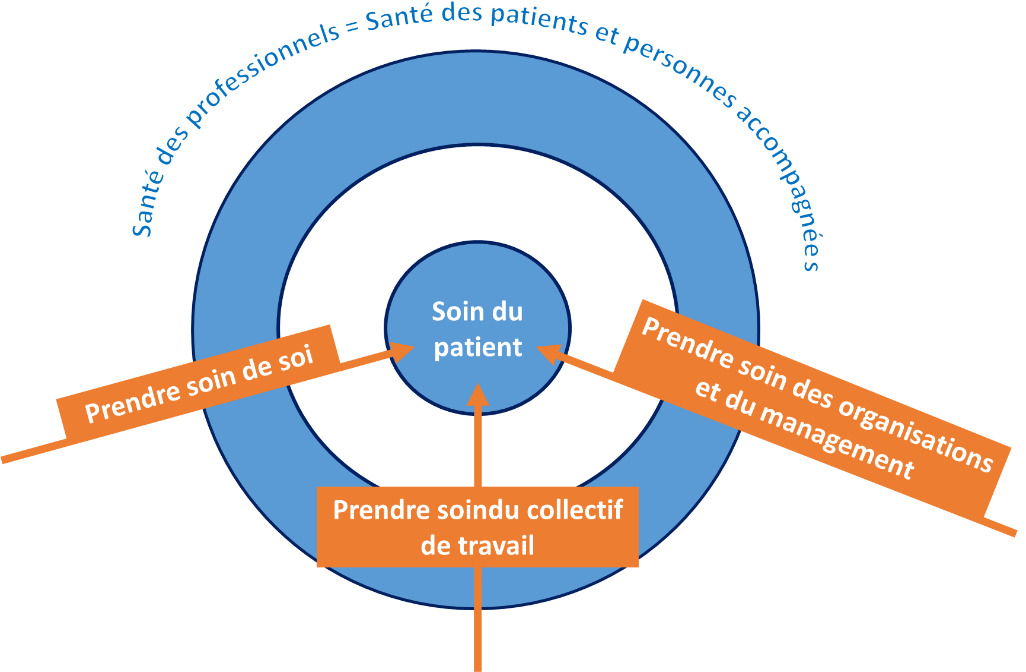 Santé des professionnels = Santé des patients et personnes accompagnées
Soin du
patient
Prendre soin de soi
Prendre soindu collectif
de travail
Prendre soin des organisations
et du management